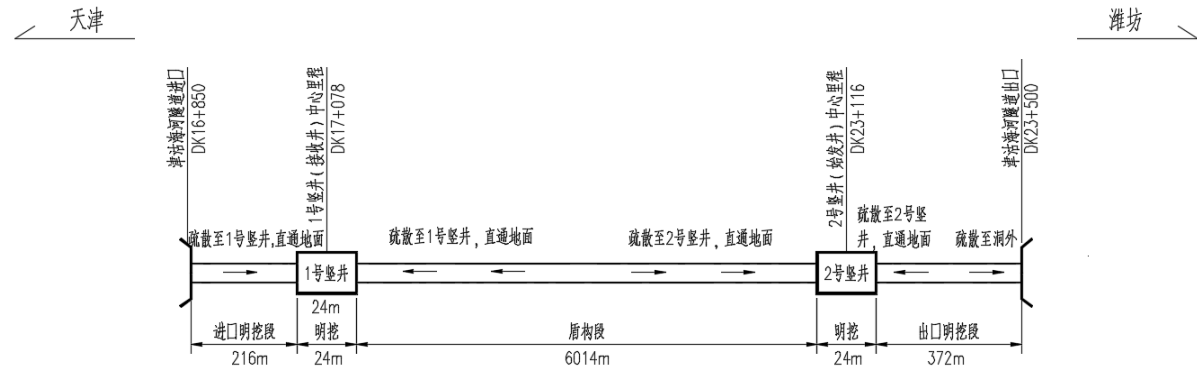 天津
潍坊
津沽海河隧道进口
DK16+850
1号竖井(接收井)中心里程
DK17+078
2号竖井(始发井)中心里程
DK23+116
津沽海河隧道出口
DK23+500
疏散至1号竖井,直通地面
疏散至1号竖井,直通地面
疏散至2号竖井,直通地面
疏散至2号竖
井,直通地面
疏散至洞外
1号竖井
2号竖井
24m
进口明挖段
明挖
盾构段
明挖
出口明挖段
216m
24m
6014m
24m
372m